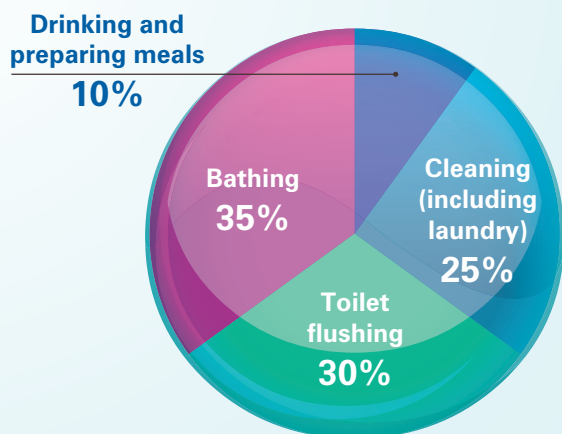 Drinking and
preparing meals
10%
Cleaning
(including
laundry)
25%
Bathing
35%
Toilet
flushing
30%